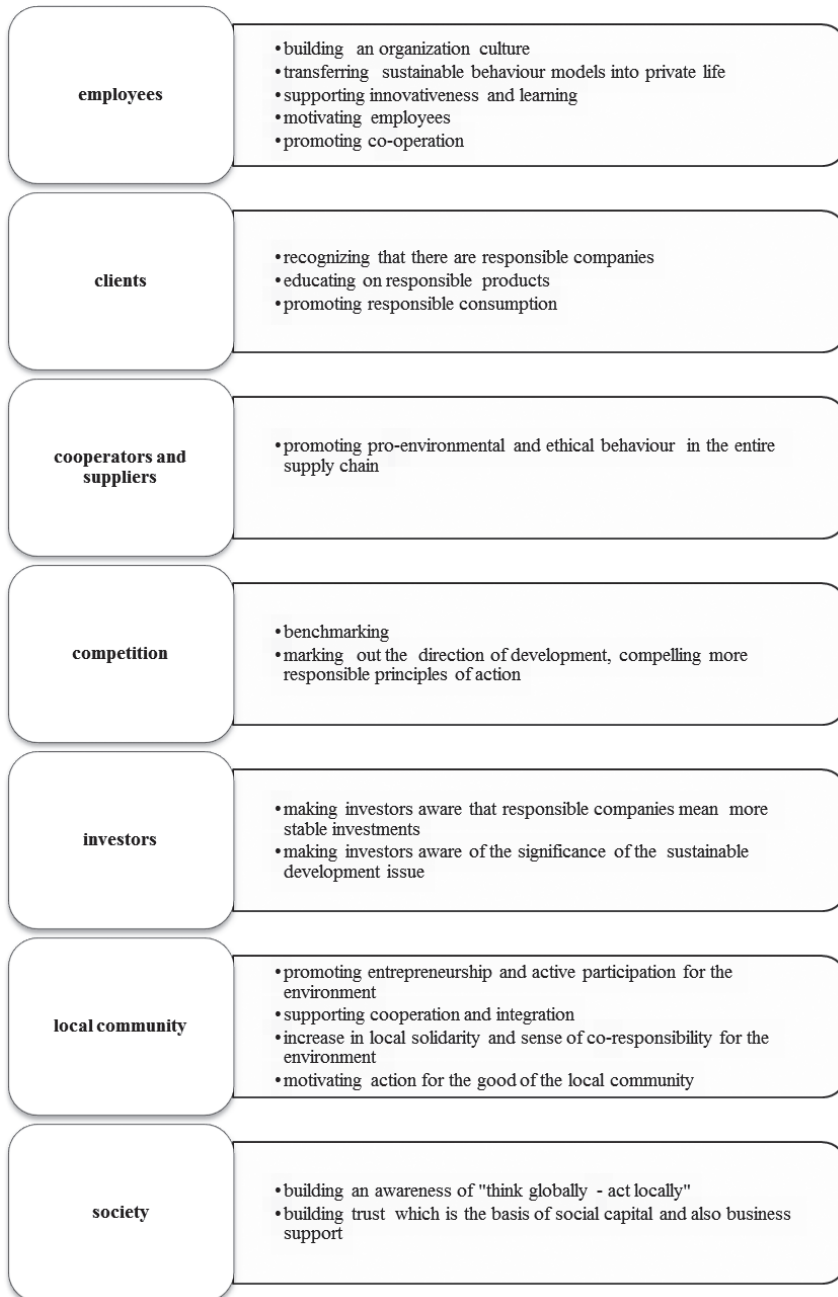 employees
•building an organization culture
•transferring sustainable behaviour models into private life
•supporting innovativeness and learning
•motivating employees
•promoting co-operation
clients
•recognizing that there are responsible companies
•educating on responsible products
•promoting responsible consumption
cooperators and
suppliers
•promoting pro-environmental and ethical behaviour in the entire
supply chain
competition
•benchmarking
•marking out the direction of development, compelling more
responsible principles of action
investors
•making investors aware that responsible companies mean more
stable investments
•making investors aware of the significance of the sustainable
development issue
local community
•promoting entrepreneurship and active participation for the
environment
•supporting cooperation and integration
•increase in local solidarity and sense of co-responsibility for the
environment
•motivating action for the good of the local community
society
•building an awareness of "think globally - act locally"
•building trust which is the basis of social capital and also business
support